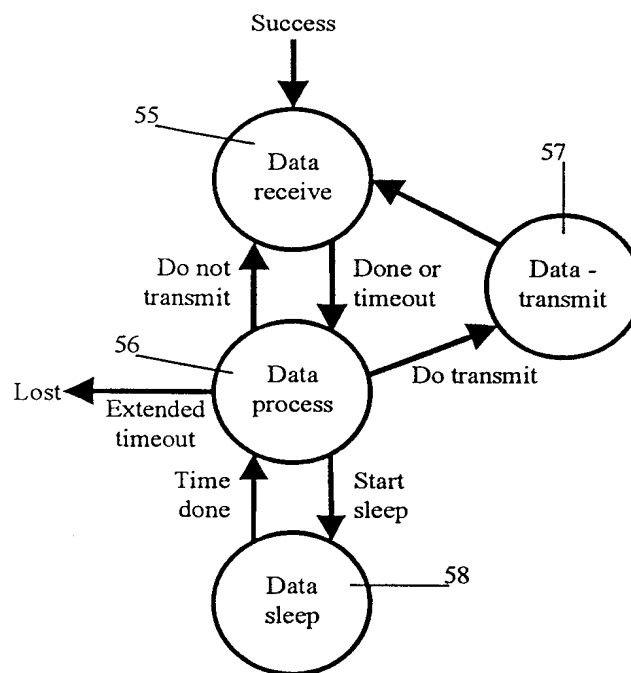 Success
55
Data
receive
57
Data -
transmit
Do not
transmit
Done or
timeout
56
Data
process
Do transmit
Lost
Extended
timeout
Time
done
Start
sleep
Data
sleep
58